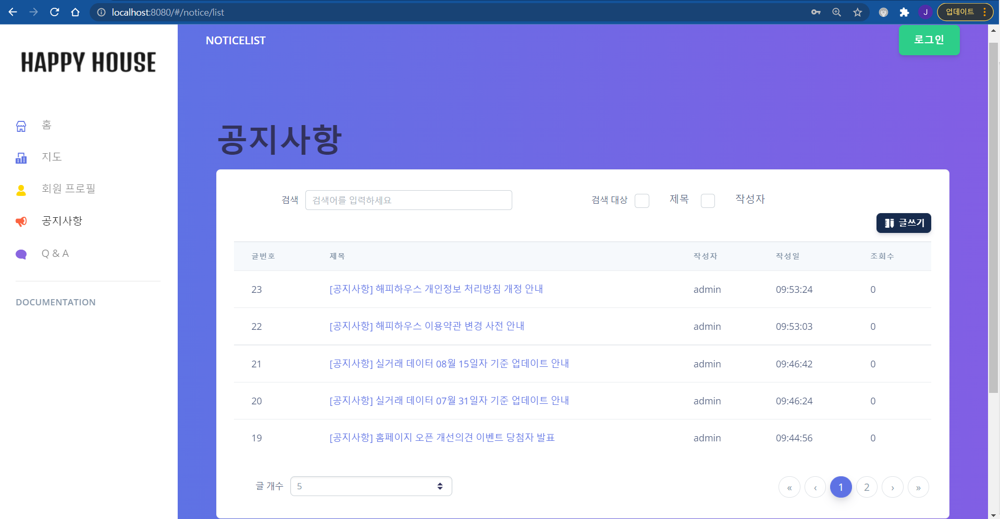 localhost:8080/#/notice/list
J
업데이트
HAPPY HOUSE
홈
지도
회원 프로필
공지사항
Q & A
DOCUMENTATION
NOTICELIST
로그인
공지사항
검색 검색어를 입력하세요 검색 대상 제목 작성자
글쓰기
글번호 제목 작성자 작성일 조회수
23 [공지사항] 해피하우스 개인정보 처리방침 개정 안내 admin 09:53:24 0
22 [공지사항] 해피하우스 이용약관 변경 사전 안내 admin 09:53:03 0
21 [공지사항] 실거래 데이터 08월 15일자 기준 업데이트 안내 admin 09:46:42 0
20 [공지사항] 실거래 데이터 07월 31일자 기준 업데이트 안내 admin 09:46:24 0
19 [공지사항] 홈페이지 오픈 개선의견 이벤트 당첨자 발표 admin 09:44:56 0
글 개수 5 « ‹ 1 2 › »